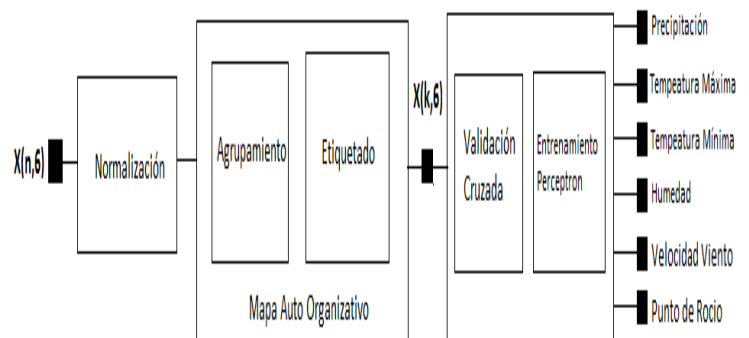 X(n,6)
Normalización
Agrupamiento
Etiquetado
Mapa Auto Organizativo
X(k,6)
Validación
Cruzada
Entrenamiento
Perceptron
Precipitación
Tempeatura Máxima
Tempeatura Mínima
Humedad
Velocidad Viento
Punto de Rocio